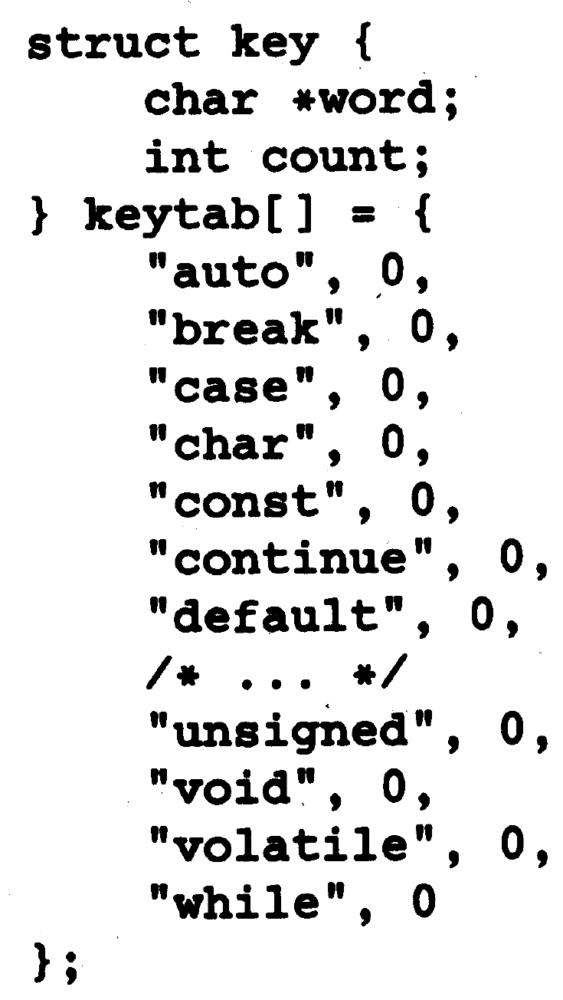 struct key {
    char *word;
    int count;
} keytab[] = {
    "auto", 0,
    "break", 0,
    "case", 0,
    "char", 0,
    "const", 0,
    "continue", 0,
    "default", 0,
    /* ... */
    "unsigned", 0,
    "void", 0,
    "volatile", 0,
    "while", 0
};